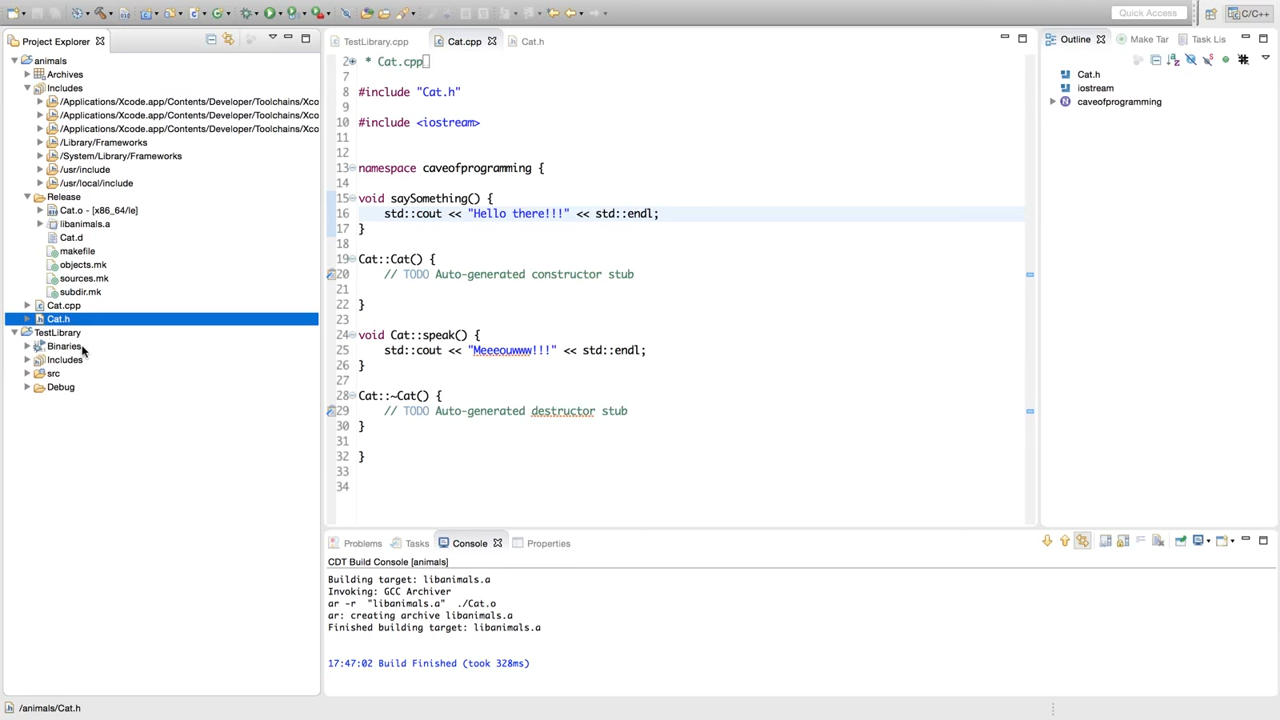 Quick Access
C/C++
Project Explorer
animals
Archives
Includes
/Applications/Xcode.app/Contents/Developer/Toolchains/Xco
/Applications/Xcode.app/Contents/Developer/Toolchains/Xco
/Applications/Xcode.app/Contents/Developer/Toolchains/Xco
/Library/Frameworks
/System/Library/Frameworks
/usr/include
/usr/local/include
Release
Cat.o - [x86_64/le]
libanimals.a
Cat.d
makefile
objects.mk
sources.mk
subdir.mk
Cat.cpp
Cat.h
TestLibrary
Binaries
Includes
src
Debug
TestLibrary.cpp Cat.cpp Cat.h
2 * Cat.cpp
7
8 #include "Cat.h"
9
10 #include <iostream>
11
12
13 namespace caveofprogramming {
14
15 void saySomething() {
16 std::cout << "Hello there!!!" << std::endl;
17 }
18
19 Cat::Cat() {
20 // TODO Auto-generated constructor stub
21
22 }
23
24 void Cat::speak() {
25 std::cout << "Meeeouwww!!!" << std::endl;
26 }
27
28 Cat::~Cat() {
29 // TODO Auto-generated destructor stub
30 }
31
32 }
33
34
Outline Make Tar Task Lis
Cat.h
iostream
caveofprogramming
Problems Tasks Console Properties
CDT Build Console [animals]
Building target: libanimals.a
Invoking: GCC Archiver
ar -r "libanimals.a" ./Cat.o
ar: creating archive libanimals.a
Finished building target: libanimals.a
17:47:02 Build Finished (took 328ms)
/animals/Cat.h